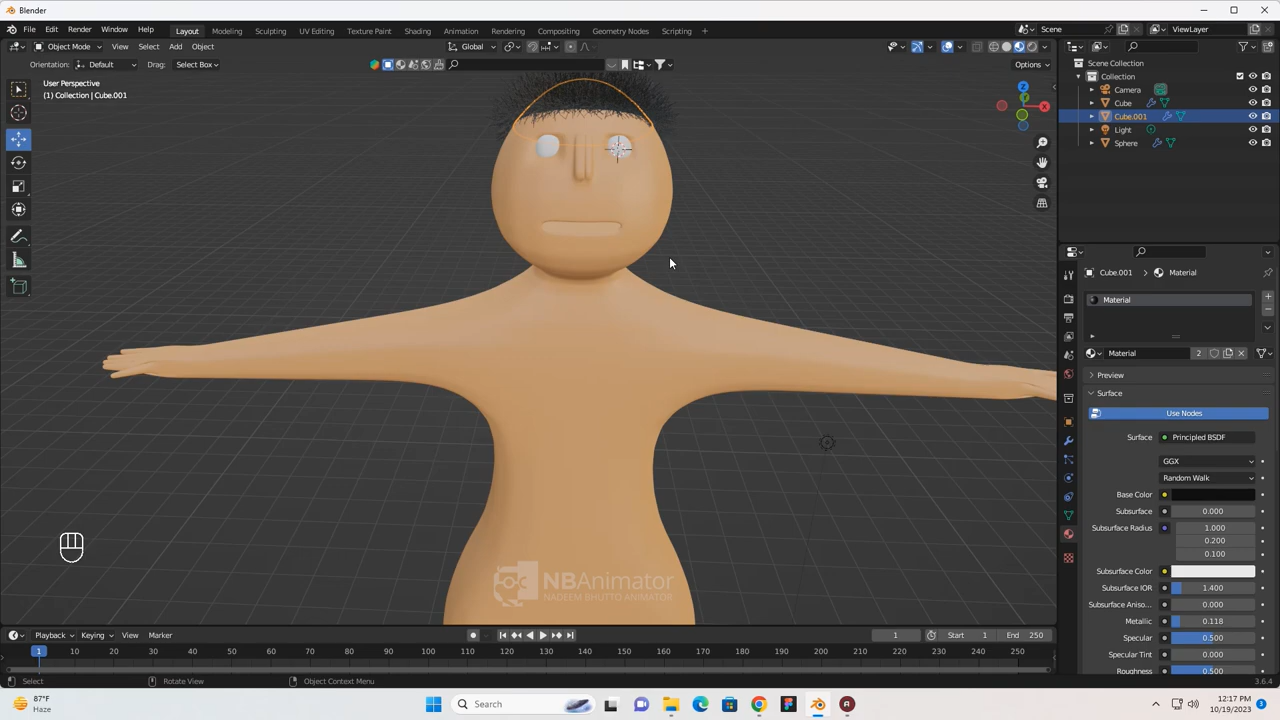 Blender
File Edit Render Window Help Layout Modeling Sculpting UV Editing Texture Paint Shading Animation Rendering Compositing Geometry Nodes Scripting + Scene ViewLayer
Object Mode View Select Add Object Global
Orientation: Default Drag: Select Box Options
User Perspective
(1) Collection | Cube.001
Scene Collection
Collection
Camera
Cube
Cube.001
Light
Sphere
Z
X
Cube.001 > Material
Material
Material 2
Preview
Surface
Use Nodes
Surface Principled BSDF
GGX
Random Walk
Base Color
Subsurface 0.000
Subsurface Radius 1.000
0.200
0.100
Subsurface Color
Subsurface IOR 1.400
Subsurface Aniso... 0.000
Metallic 0.118
Specular 0.500
Specular Tint 0.000
Roughness 0.500
NBAnimator
NADEEM BHUTTO ANIMATOR
Playback Keying View Marker 1 Start 1 End 250
1 10 20 30 40 50 60 70 80 90 100 110 120 130 140 150 160 170 180 190 200 210 220 230 240 250
Select Rotate View Object Context Menu 3.6.4
87°F
Haze
Search
12:17 PM
10/19/2023
3